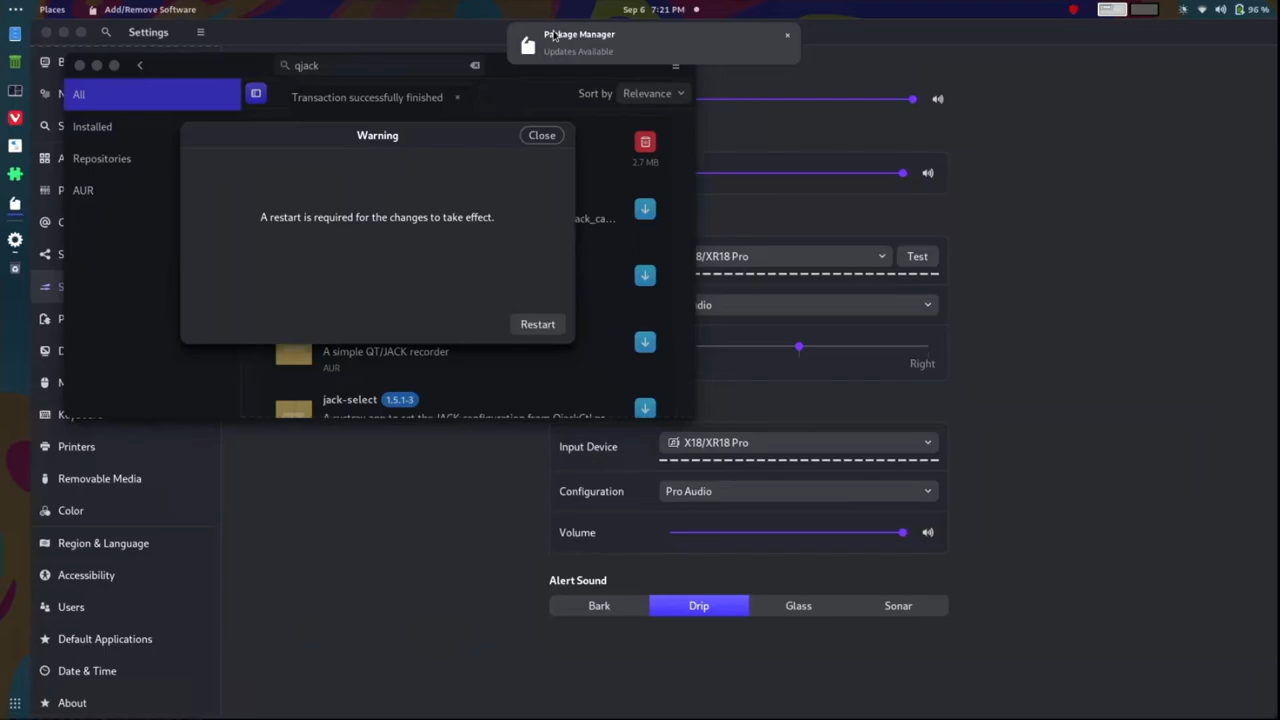 Places
Add/Remove Software
Sep 6 7:21 PM
96 %
Settings
Package Manager
Updates Available
qjack
All
Installed
Repositories
AUR
Transaction successfully finished
Sort by
Relevance
Warning
Close
A restart is required for the changes to take effect.
Restart
2.7 MB
ack_ca...
A simple QT/JACK recorder
AUR
jack-select
1.5.1-3
8/XR18 Pro
Test
dio
Right
Input Device
X18/XR18 Pro
Configuration
Pro Audio
Volume
Alert Sound
Bark
Drip
Glass
Sonar
Printers
Removable Media
Color
Region & Language
Accessibility
Users
Default Applications
Date & Time
About